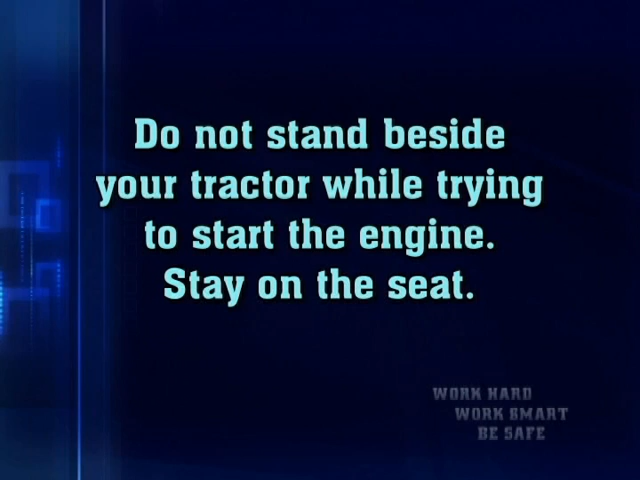 Do not stand beside
your tractor while trying
to start the engine.
Stay on the seat.
WORK HARD
WORK SMART
BE SAFE